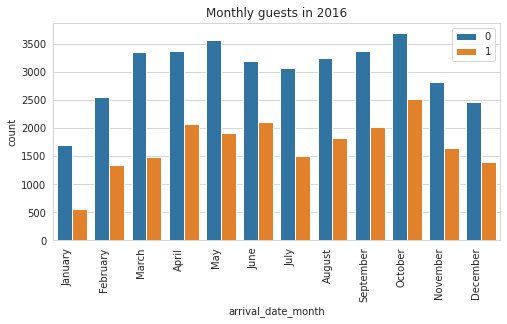 Monthly guests in 2016
0
1
3500
3000
2500
2000
1500
1000
500
0
count
January
February
March
April
May
June
July
August
September
October
November
December
arrival_date_month